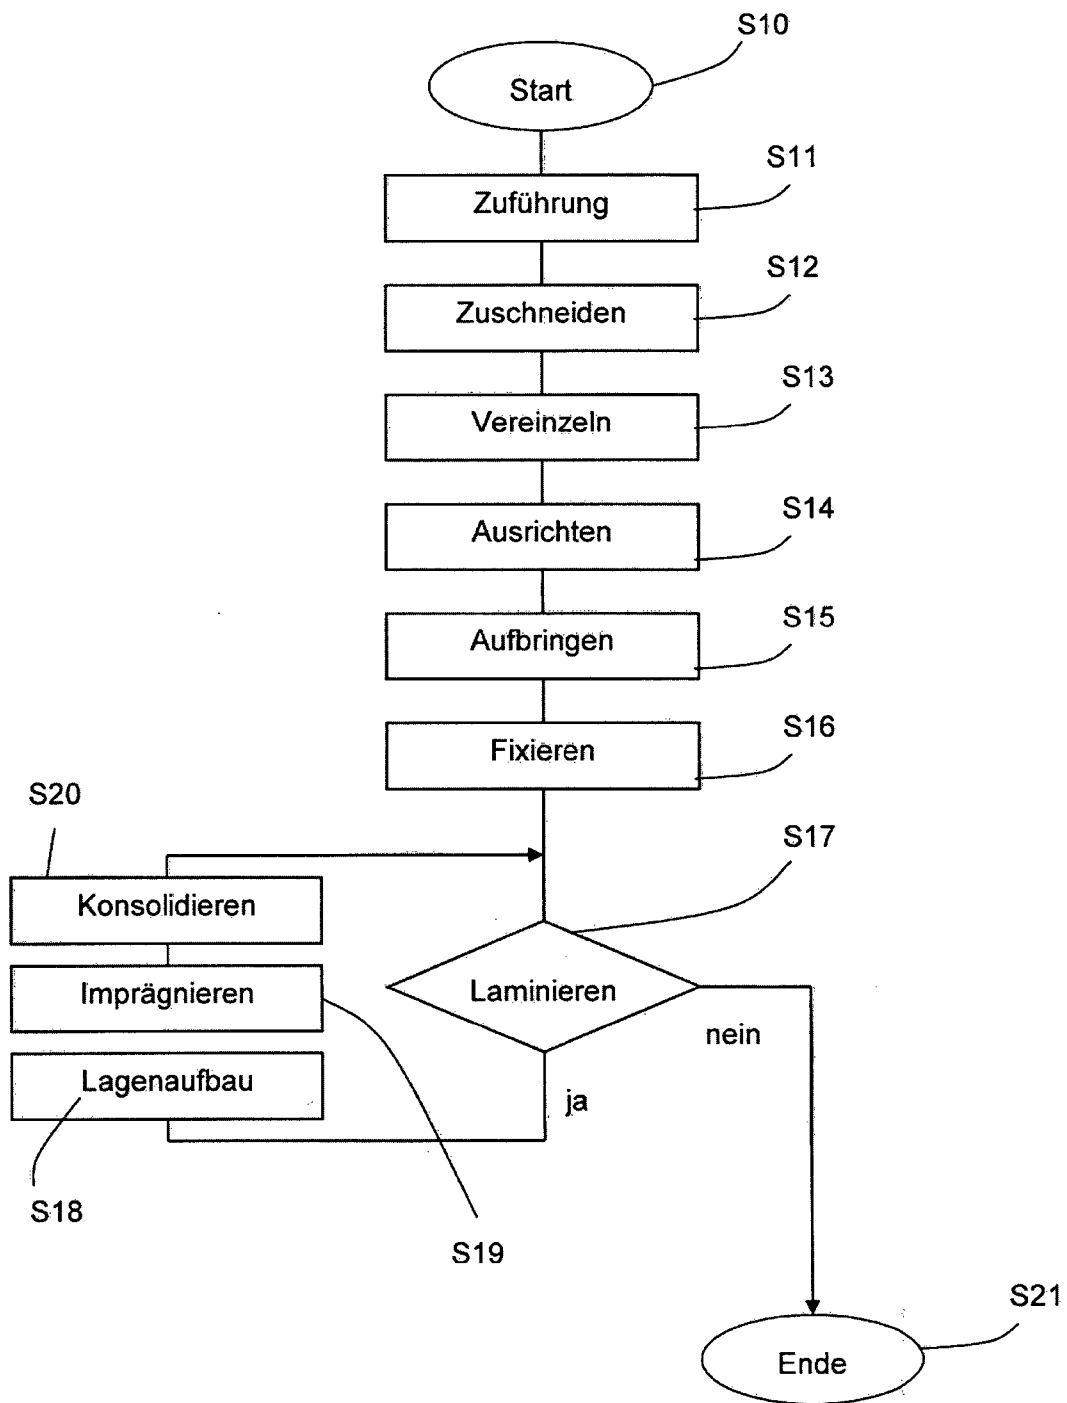 S10
Start
S11
Zuführung
S12
Zuschneiden
S13
Vereinzeln
S14
Ausrichten
S15
Aufbringen
S16
Fixieren
S20
S17
Konsolidieren
Imprägnieren
Laminieren
nein
Lagenaufbau
ja
S18
S19
S21
Ende